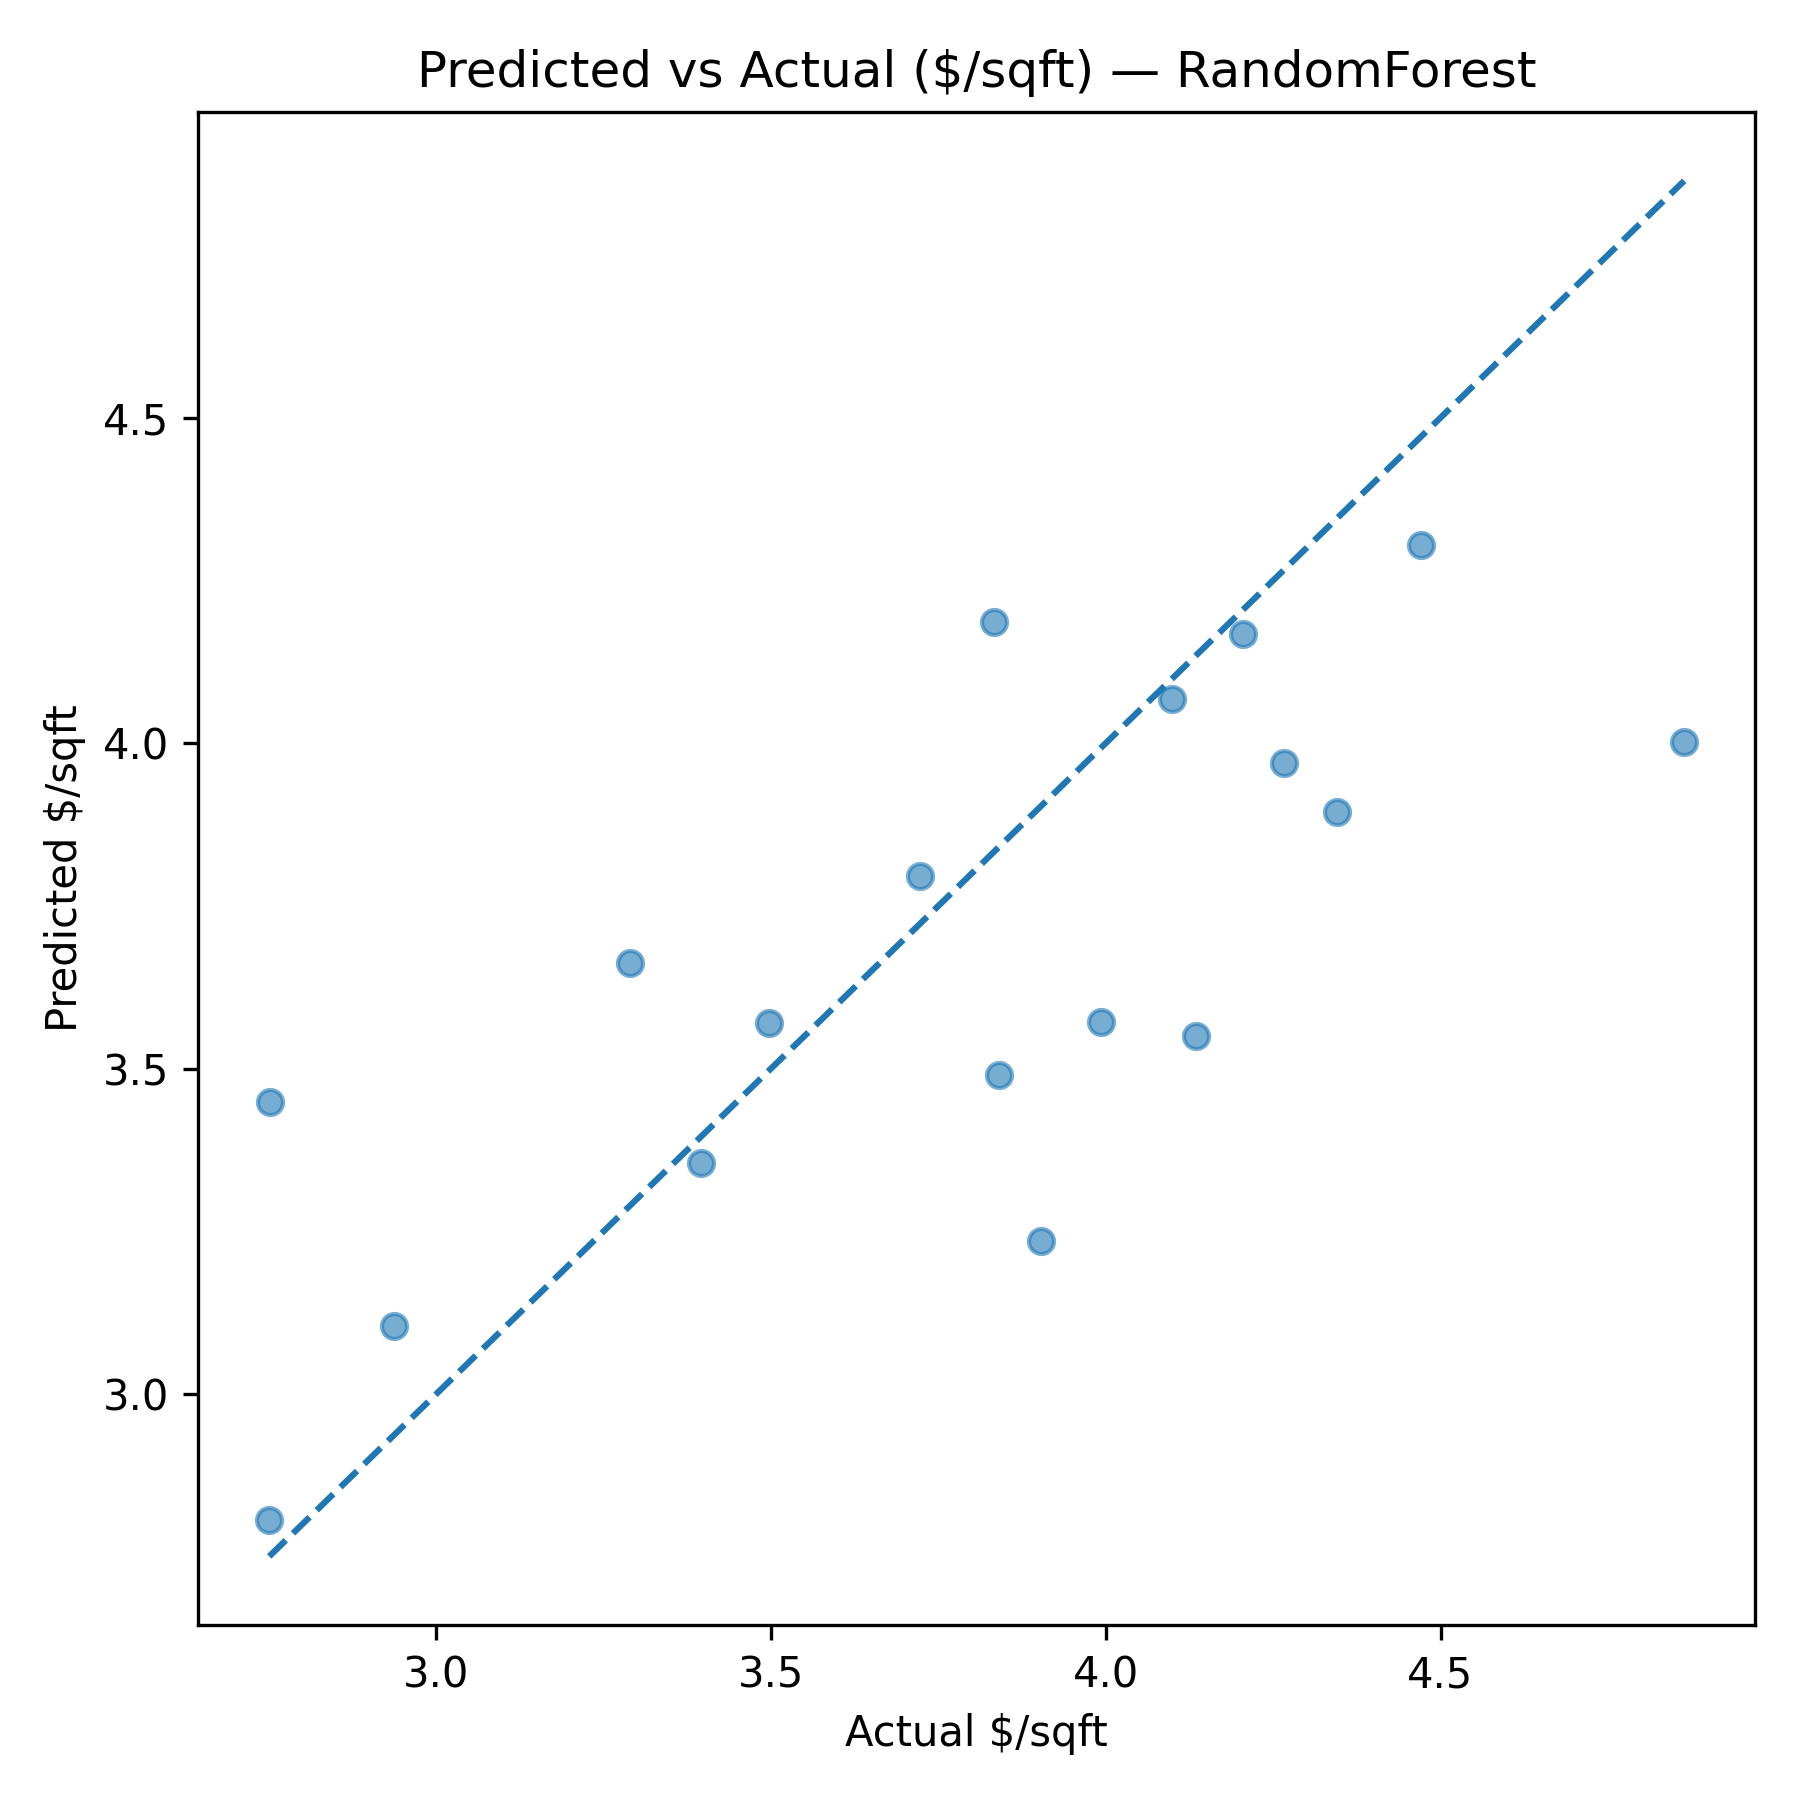 Predicted vs Actual ($/sqft) — RandomForest
Predicted $/sqft
4.5
4.0
3.5
3.0
3.0 3.5 4.0 4.5
Actual $/sqft